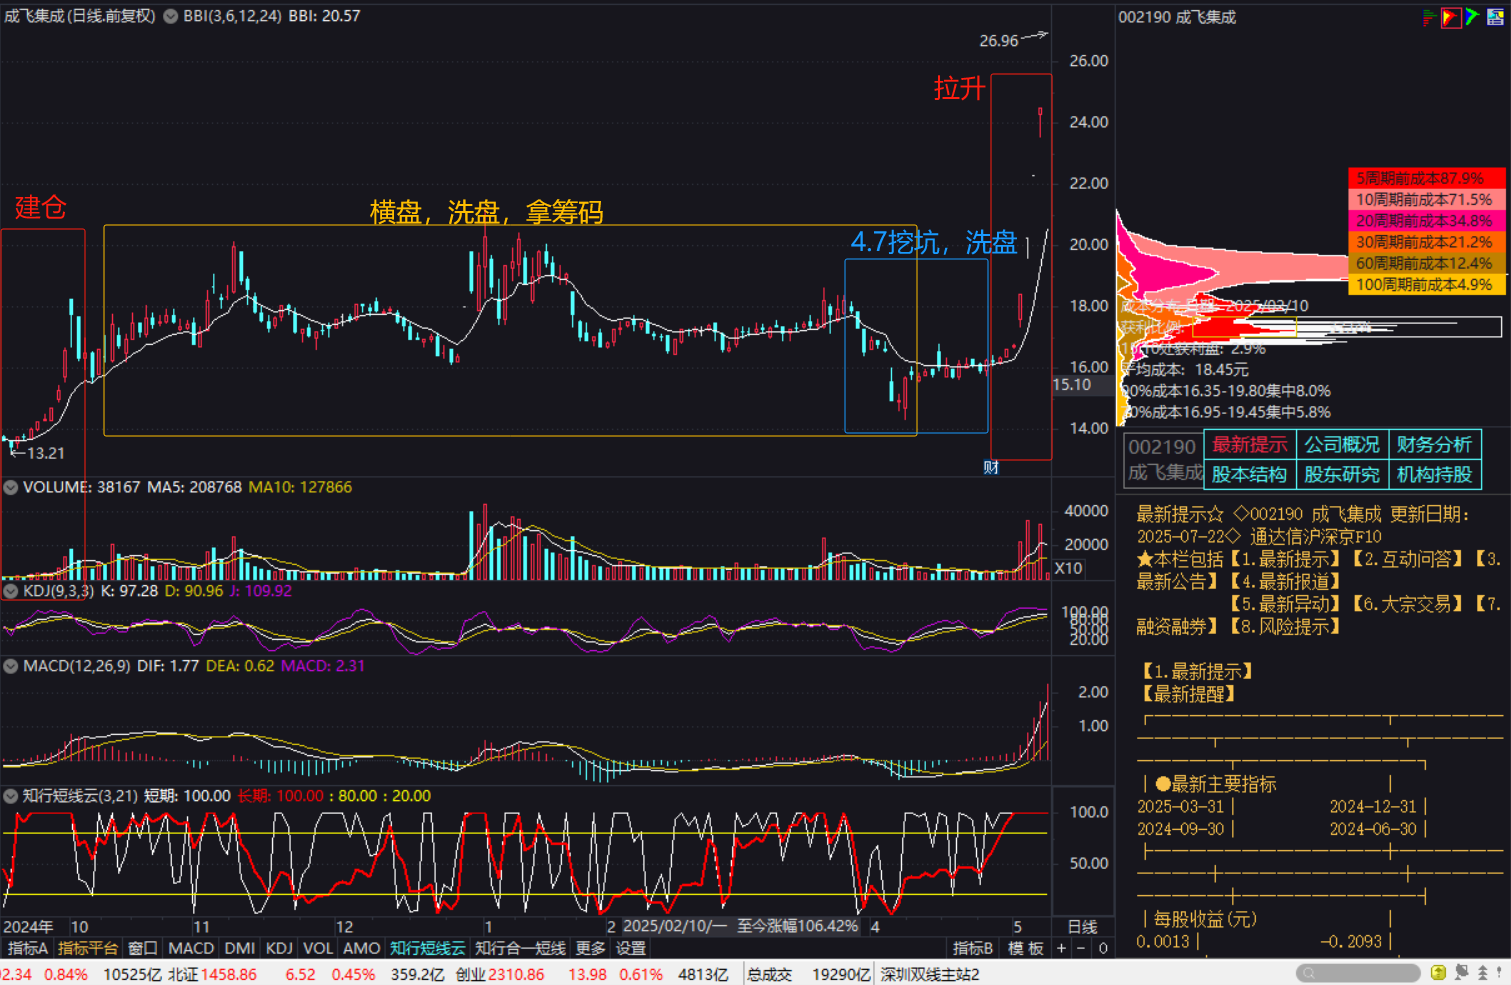 成飞集成(日线.前复权) BBI(3,6,12,24) BBI: 20.57
26.96
拉升
建仓
横盘，洗盘，拿筹码
4.7挖坑，洗盘
13.21
财
26.00
24.00
22.00
20.00
18.00
16.00
15.10
14.00
VOLUME: 38167 MA5: 208768 MA10: 127866
40000
20000
X10
KDJ(9,3,3) K: 97.28 D: 90.96 J: 109.92
100.00
80.00
50.00
20.00
MACD(12,26,9) DIF: 1.77 DEA: 0.62 MACD: 2.31
2.00
1.00
知行短线云(3,21) 短期: 100.00 长期: 100.00 : 80.00 : 20.00
100.0
50.00
2024年 10 11 12 1 2 2025/02/10/一 至今涨幅106.42% 4 5 日线
指标A 指标平台 窗口 MACD DMI KDJ VOL AMO 知行短线云 知行合一短线 更多 设置 指标B 模板 + − 0
002190 成飞集成
5周期前成本87.9%
10周期前成本71.5%
20周期前成本34.8%
30周期前成本21.2%
60周期前成本12.4%
100周期前成本4.9%
成本分布,日期: 2025/02/10
获利比例:
15.10处获利盘: 2.9%
平均成本: 18.45元
90%成本16.35-19.80集中8.0%
70%成本16.95-19.45集中5.8%
002190 最新提示 公司概况 财务分析
成飞集成 股本结构 股东研究 机构持股
最新提示☆ ◇002190 成飞集成 更新日期:
2025-07-22◇ 通达信沪深京F10
★本栏包括【1.最新提示】【2.互动问答】【3.
最新公告】【4.最新报道】
【5.最新异动】【6.大宗交易】【7.
融资融券】【8.风险提示】
【1.最新提示】
【最新提醒】
●最新主要指标
2025-03-31 2024-12-31
2024-09-30 2024-06-30
每股收益(元)
0.0013 -0.2093
2.34 0.84% 10525亿 北证1458.86 6.52 0.45% 359.2亿 创业2310.86 13.98 0.61% 4813亿 总成交 19290亿 深圳双线主站2